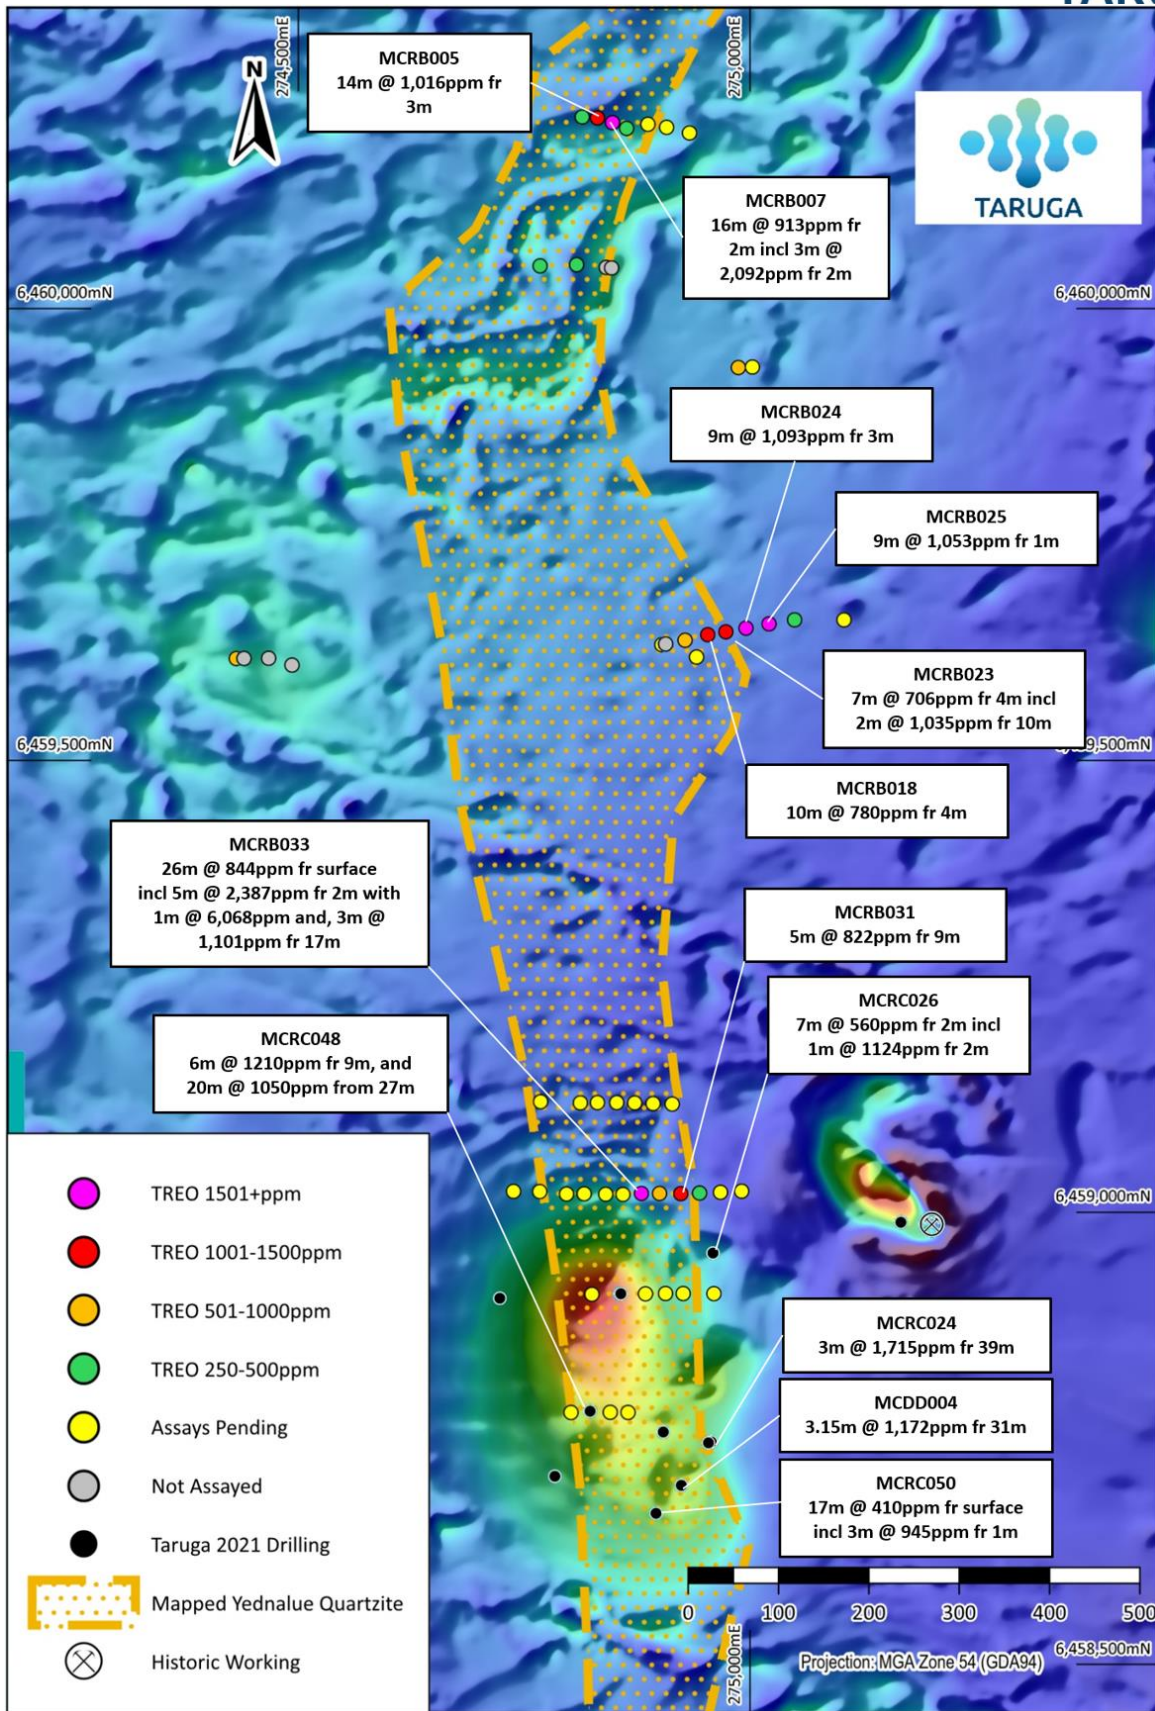 274,500mE
275,000mE
N
MCRB005
14m @ 1,016ppm fr
3m
TARUGA
MCRB007
16m @ 913ppm fr
2m incl 3m @
2,092ppm fr 2m
6,460,000mN
6,460,000mN
MCRB024
9m @ 1,093ppm fr 3m
MCRB025
9m @ 1,053ppm fr 1m
MCRB023
7m @ 706ppm fr 4m incl
2m @ 1,035ppm fr 10m
6,459,500mN
9,500mN
MCRB018
10m @ 780ppm fr 4m
MCRB033
26m @ 844ppm fr surface
incl 5m @ 2,387ppm fr 2m with
1m @ 6,068ppm and, 3m @
1,101ppm fr 17m
MCRB031
5m @ 822ppm fr 9m
MCRC026
7m @ 560ppm fr 2m incl
1m @ 1124ppm fr 2m
MCRC048
6m @ 1210ppm fr 9m, and
20m @ 1050ppm from 27m
6,459,000mN
TREO 1501+ppm
TREO 1001-1500ppm
TREO 501-1000ppm
TREO 250-500ppm
Assays Pending
Not Assayed
Taruga 2021 Drilling
Mapped Yednalue Quartzite
Historic Working
MCRC024
3m @ 1,715ppm fr 39m
MCDD004
3.15m @ 1,172ppm fr 31m
MCRC050
17m @ 410ppm fr surface
incl 3m @ 945ppm fr 1m
0 100 200 300 400 500
275,000mE
6,458,500mN
Projection: MGA Zone 54 (GDA94)